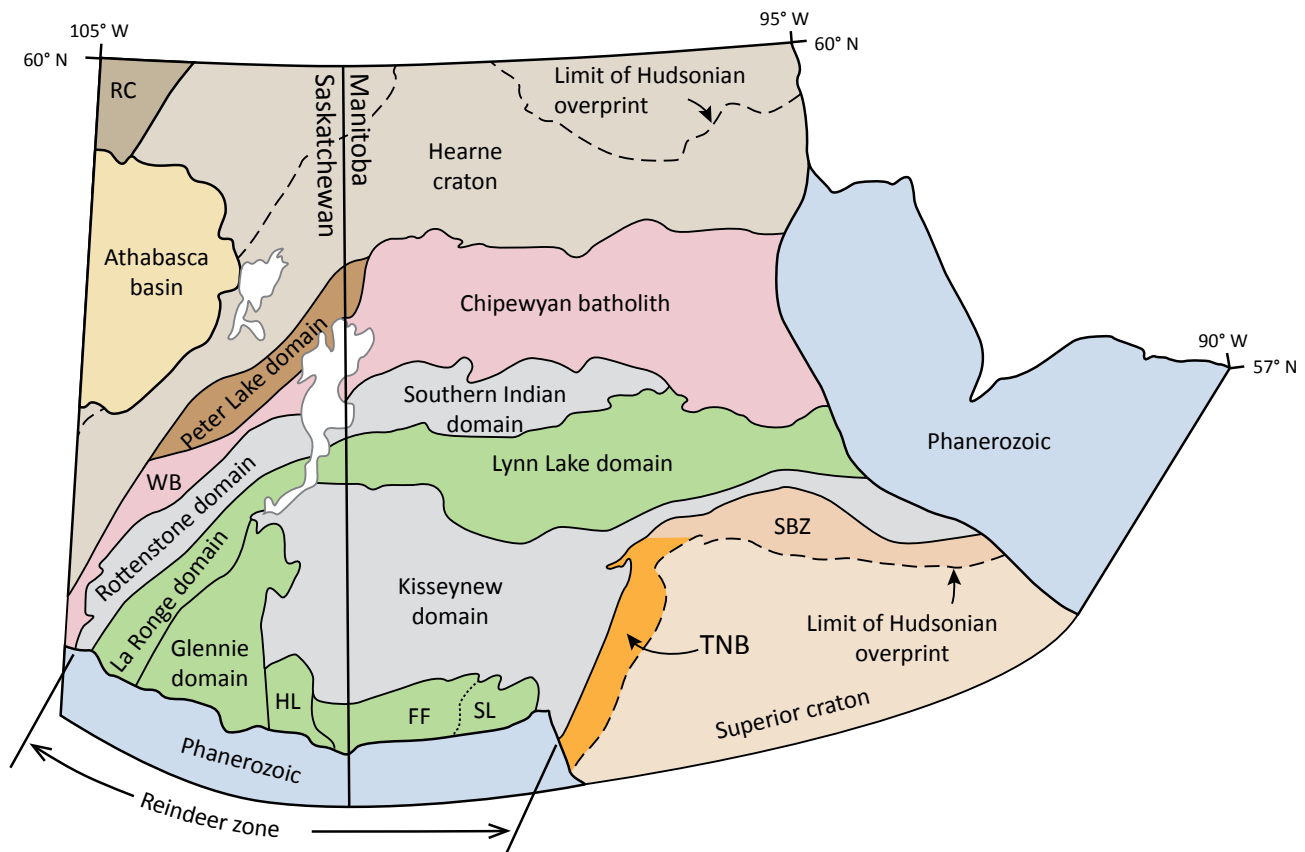 105° W
95° W
60° N
60° N
RC
Saskatchewan
Manitoba
Limit of Hudsonian
overprint
Hearne
craton
Athabasca
basin
Chipewyan batholith
Peter Lake domain
90° W
57° N
Southern Indian
domain
Phanerozoic
Lynn Lake domain
WB
Rottenstone domain
SBZ
La Ronge domain
Kisseynew
domain
Limit of Hudsonian
overprint
TNB
Glennie
domain
HL
FF
SL
Superior craton
Phanerozoic
Reindeer zone